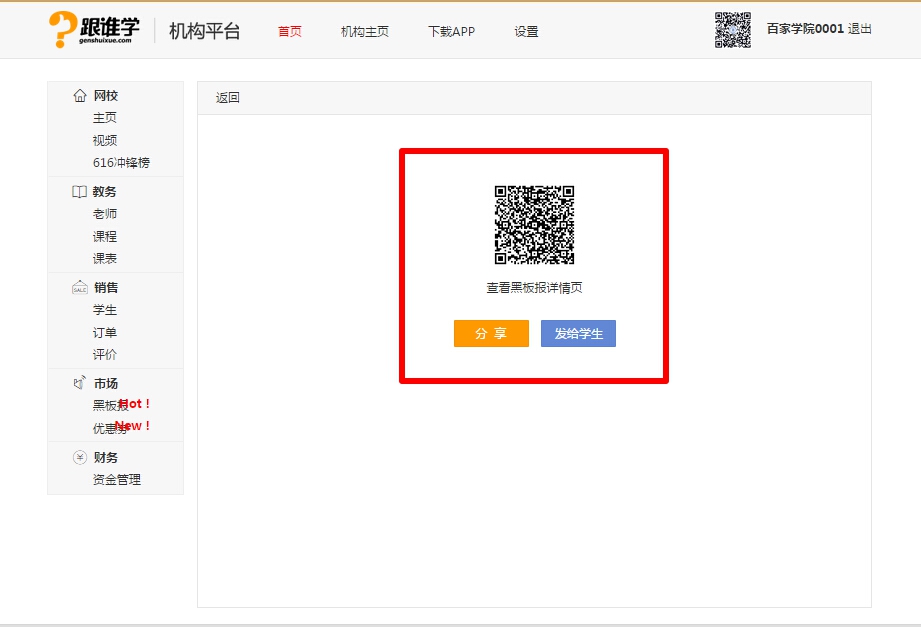 跟谁学
genshuixue.com
机构平台
首页
机构主页
下载APP
设置
百家学院0001 退出
网校
主页
视频
616冲锋榜
教务
老师
课程
课表
SALE
销售
学生
订单
评价
市场
黑板报
Hot！
优惠券
New！
财务
资金管理
返回
查看黑板报详情页
分 享
发给学生